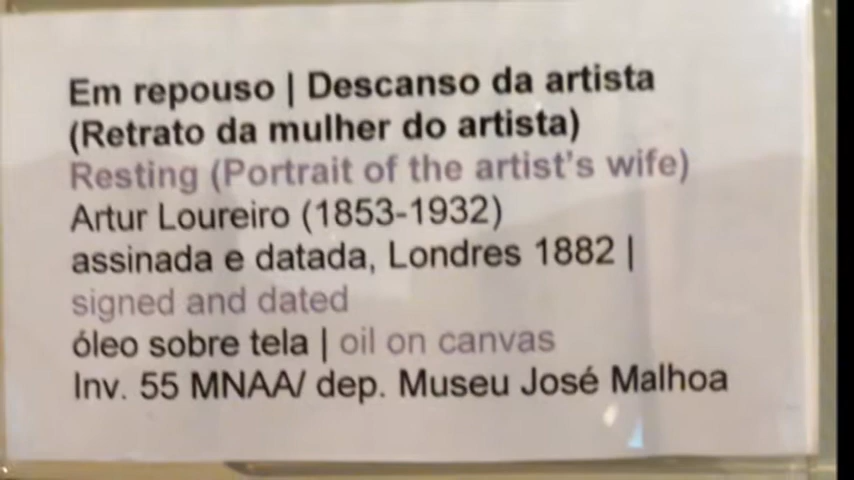 Em repouso | Descanso da artista
(Retrato da mulher do artista)
Resting (Portrait of the artist's wife)
Artur Loureiro (1853-1932)
assinada e datada, Londres 1882 |
signed and dated
óleo sobre tela | oil on canvas
Inv. 55 MNAA/ dep. Museu José Malhoa